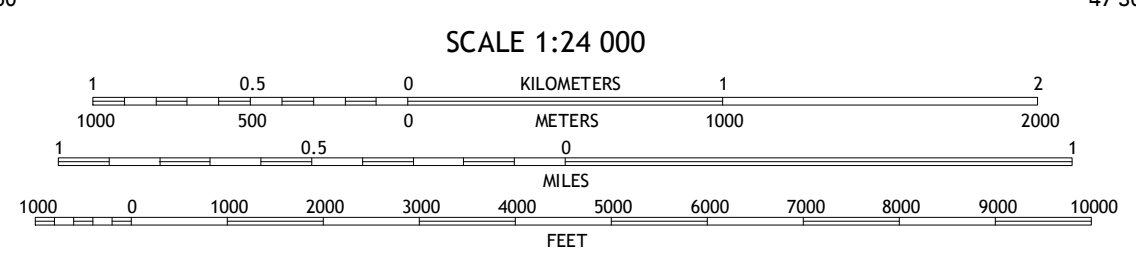 SCALE 1:24 000
1 0.5 0 KILOMETERS 1 2
1000 500 0 METERS 1000 2000
1 0.5 0 1
MILES
1000 0 1000 2000 3000 4000 5000 6000 7000 8000 9000 10000
FEET